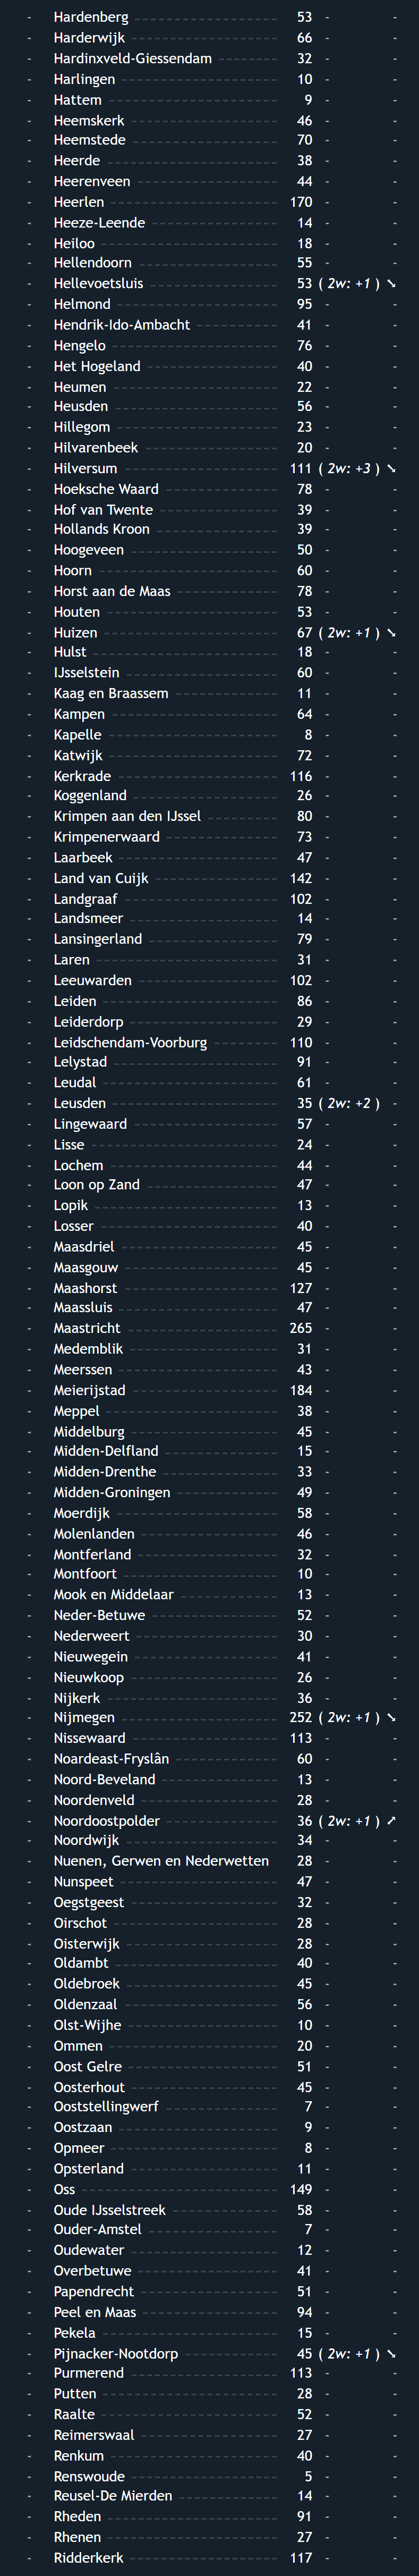 - Hardenberg 53 - -
- Harderwijk 66 - -
- Hardinxveld-Giessendam 32 - -
- Harlingen 10 - -
- Hattem 9 - -
- Heemskerk 46 - -
- Heemstede 70 - -
- Heerde 38 - -
- Heerenveen 44 - -
- Heerlen 170 - -
- Heeze-Leende 14 - -
- Heiloo 18 - -
- Hellendoorn 55 - -
- Hellevoetsluis 53 ( 2w: +1 ) ↘
- Helmond 95 - -
- Hendrik-Ido-Ambacht 41 - -
- Hengelo 76 - -
- Het Hogeland 40 - -
- Heumen 22 - -
- Heusden 56 - -
- Hillegom 23 - -
- Hilvarenbeek 20 - -
- Hilversum 111 ( 2w: +3 ) ↘
- Hoeksche Waard 78 - -
- Hof van Twente 39 - -
- Hollands Kroon 39 - -
- Hoogeveen 50 - -
- Hoorn 60 - -
- Horst aan de Maas 78 - -
- Houten 53 - -
- Huizen 67 ( 2w: +1 ) ↘
- Hulst 18 - -
- IJsselstein 60 - -
- Kaag en Braassem 11 - -
- Kampen 64 - -
- Kapelle 8 - -
- Katwijk 72 - -
- Kerkrade 116 - -
- Koggenland 26 - -
- Krimpen aan den IJssel 80 - -
- Krimpenerwaard 73 - -
- Laarbeek 47 - -
- Land van Cuijk 142 - -
- Landgraaf 102 - -
- Landsmeer 14 - -
- Lansingerland 79 - -
- Laren 31 - -
- Leeuwarden 102 - -
- Leiden 86 - -
- Leiderdorp 29 - -
- Leidschendam-Voorburg 110 - -
- Lelystad 91 - -
- Leudal 61 - -
- Leusden 35 ( 2w: +2 ) -
- Lingewaard 57 - -
- Lisse 24 - -
- Lochem 44 - -
- Loon op Zand 47 - -
- Lopik 13 - -
- Losser 40 - -
- Maasdriel 45 - -
- Maasgouw 45 - -
- Maashorst 127 - -
- Maassluis 47 - -
- Maastricht 265 - -
- Medemblik 31 - -
- Meerssen 43 - -
- Meierijstad 184 - -
- Meppel 38 - -
- Middelburg 45 - -
- Midden-Delfland 15 - -
- Midden-Drenthe 33 - -
- Midden-Groningen 49 - -
- Moerdijk 58 - -
- Molenlanden 46 - -
- Montferland 32 - -
- Montfoort 10 - -
- Mook en Middelaar 13 - -
- Neder-Betuwe 52 - -
- Nederweert 30 - -
- Nieuwegein 41 - -
- Nieuwkoop 26 - -
- Nijkerk 36 - -
- Nijmegen 252 ( 2w: +1 ) ↘
- Nissewaard 113 - -
- Noardeast-Fryslân 60 - -
- Noord-Beveland 13 - -
- Noordenveld 28 - -
- Noordoostpolder 36 ( 2w: +1 ) ↗
- Noordwijk 34 - -
- Nuenen, Gerwen en Nederwetten 28 - -
- Nunspeet 47 - -
- Oegstgeest 32 - -
- Oirschot 28 - -
- Oisterwijk 28 - -
- Oldambt 40 - -
- Oldebroek 45 - -
- Oldenzaal 56 - -
- Olst-Wijhe 10 - -
- Ommen 20 - -
- Oost Gelre 51 - -
- Oosterhout 45 - -
- Ooststellingwerf 7 - -
- Oostzaan 9 - -
- Opmeer 8 - -
- Opsterland 11 - -
- Oss 149 - -
- Oude IJsselstreek 58 - -
- Ouder-Amstel 7 - -
- Oudewater 12 - -
- Overbetuwe 41 - -
- Papendrecht 51 - -
- Peel en Maas 94 - -
- Pekela 15 - -
- Pijnacker-Nootdorp 45 ( 2w: +1 ) ↘
- Purmerend 113 - -
- Putten 28 - -
- Raalte 52 - -
- Reimerswaal 27 - -
- Renkum 40 - -
- Renswoude 5 - -
- Reusel-De Mierden 14 - -
- Rheden 91 - -
- Rhenen 27 - -
- Ridderkerk 117 - -